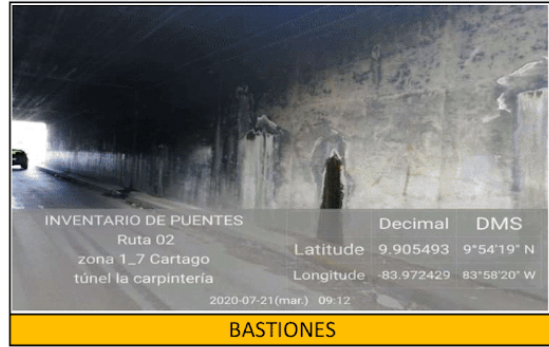 INVENTARIO DE PUENTES
Ruta 02
zona 1_7 Cartago
túnel la carpintería
Decimal DMS
Latitude 9.905493 9°54'19" N
Longitude -83.972429 83°58'20" W
2020-07-21(mar.) 09:12
BASTIONES